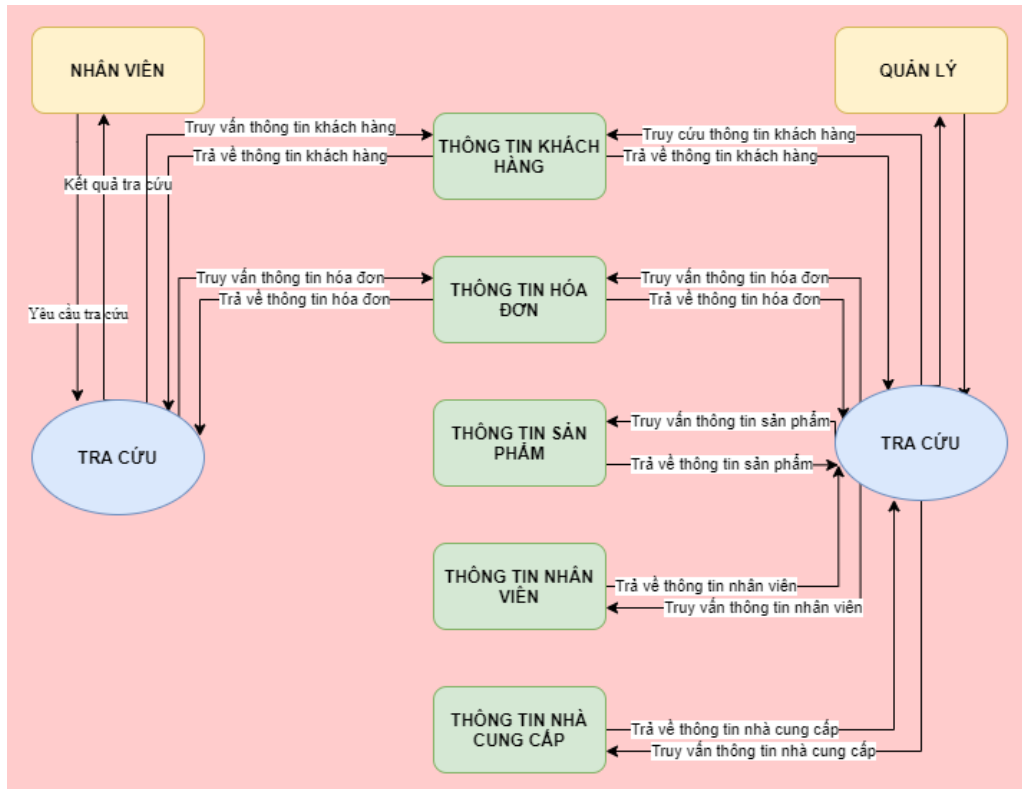 NHÂN VIÊN
QUẢN LÝ
Truy vấn thông tin khách hàng
Trả về thông tin khách hàng
THÔNG TIN KHÁCH
HÀNG
Truy cứu thông tin khách hàng
Trả về thông tin khách hàng
Kết quả tra cứu
Truy vấn thông tin hóa đơn
Trả về thông tin hóa đơn
THÔNG TIN HÓA
ĐƠN
Truy vấn thông tin hóa đơn
Trả về thông tin hóa đơn
Yêu cầu tra cứu
TRA CỨU
THÔNG TIN SẢN
PHẨM
Truy vấn thông tin sản phẩm
Trả về thông tin sản phẩm
TRA CỨU
THÔNG TIN NHÂN
VIÊN
Trả về thông tin nhân viên
Truy vấn thông tin nhân viên
THÔNG TIN NHÀ
CUNG CẤP
Trả về thông tin nhà cung cấp
Truy vấn thông tin nhà cung cấp